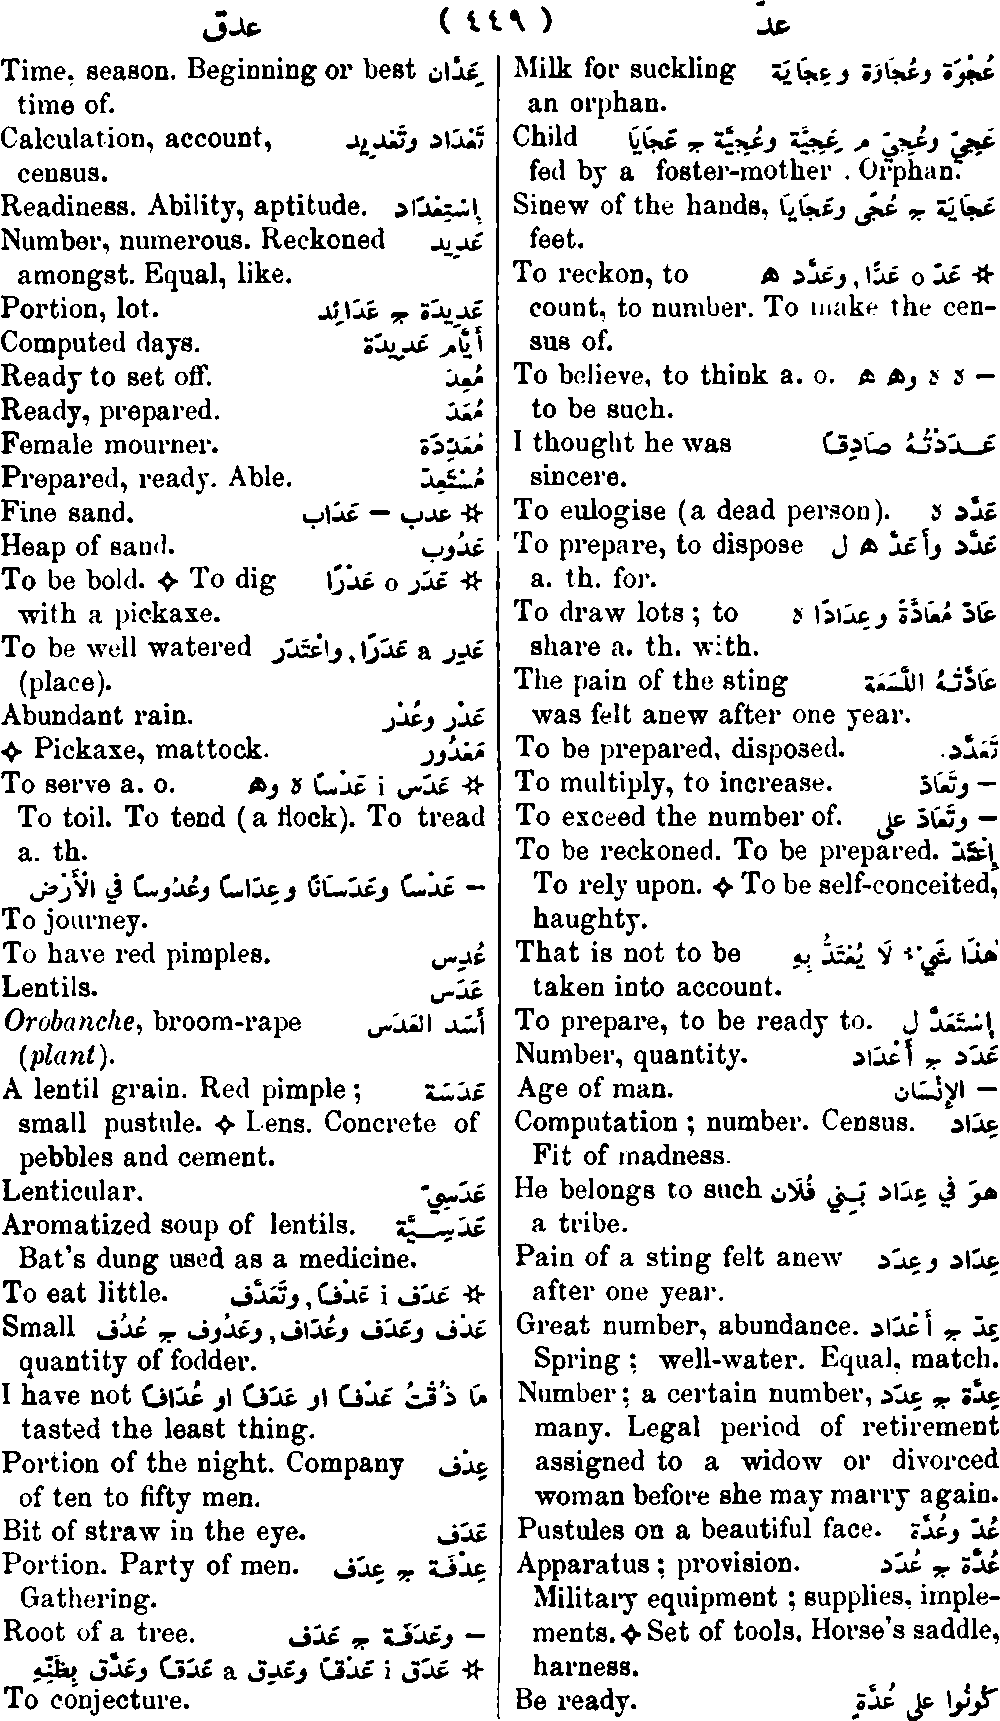 عدّ ( ٤٤٩ ) عدق
Milk for suckling عُجْوَة وعُجَاوَة وعِجَايَة
an orphan.
Child عَجِيّ وعُجِيّ م عَجِيَّة وعُجِيَّة ج عَجَايَا
fed by a foster-mother . Orphan.
Sinew of the hands, عَجَايَة ج عُجًى وعَجَايَا
feet.
To reckon, to ☆ عَدّ o عَدًّا, وعَدَّد ه
count, to number. To make the cen-
sus of.
To believe, to think a. o. – ه ه وه ه
to be such.
I thought he was عَــدَدْتُهُ صَادِقًا
sincere.
To eulogise (a dead person). عَدَّد ه
To prepare, to dispose عَدَّد وأَعَدّ ه ل
a. th. for.
To draw lots ; to عَادّ مُعَادَّةً وعِدَادًا ه
share a. th. with.
The pain of the sting عَادَّتْهُ اللَّسْعَة
was felt anew after one year.
To be prepared, disposed. تَعَدَّد.
To multiply, to increase. – وتَعَادّ
To exceed the number of. – وتَعَادّ على
To be reckoned. To be prepared. إِعْتَدّ
To rely upon. ✧ To be self-conceited,
haughty.
That is not to be هٰذَا شَيْء لَا يُعْتَدُّ بِهِ
taken into account.
To prepare, to be ready to. إِسْتَعَدَّ لِ
Number, quantity. عَدَد ج أَعْدَاد
Age of man. – الإِنْسَان
Computation ; number. Census. عِدَاد
Fit of madness.
He belongs to such هوَ في عِدَاد بَنِي فُلَان
a tribe.
Pain of a sting felt anew عِدَاد وعِدَد
after one year.
Great number, abundance. عِدّ ج أَعْدَاد
Spring ; well-water. Equal, match.
Number ; a certain number, عِدَّة ج عِدَد
many. Legal period of retirement
assigned to a widow or divorced
woman before she may marry again.
Pustules on a beautiful face. عُدّ وعُدَّة
Apparatus ; provision. عُدَّة ج عُدَد
Military equipment ; supplies, imple-
ments. ✧ Set of tools. Horse's saddle,
harness.
Be ready. كُونُوا على عُدَّةٍ
Time, season. Beginning or best عِدَّان
time of.
Calculation, account, تَعْدَاد وتَعْدِيد
census.
Readiness. Ability, aptitude. إِسْتِعْدَاد
Number, numerous. Reckoned عَدِيد
amongst. Equal, like.
Portion, lot. عَدِيدَة ج عَدَائِد
Computed days. أَيَّام عَدِيدَة
Ready to set off. مُعِدّ
Ready, prepared. مُعَدّ
Female mourner. مُعَدِّدَة
Prepared, ready. Able. مُسْتَعِدّ
Fine sand. ☆ عدب – عَدَاب
Heap of sand. عَدُوب
To be bold. ✧ To dig ☆ عَدَر o عَدْرًا
with a pickaxe.
To be well watered عَدِر a عَدَرًا, واعْتَدَر
(place).
Abundant rain. عَدْر وعُدْر
✧ Pickaxe, mattock. مَعْدُور
To serve a. o. ☆ عَدَس i عَدْسًا ه وه
To toil. To tend (a flock). To tread
a. th.
– عَدْسًا وعَدَسَانًا وعِدَاسًا وعُدُوسًا في الأَرْض
To journey.
To have red pimples. عُدِس
Lentils. عَدَس
Orobanche, broom-rape أَسَد العَدَس
(plant).
A lentil grain. Red pimple ; عَدَسَة
small pustule. ✧ Lens. Concrete of
pebbles and cement.
Lenticular. عَدَسِيّ
Aromatized soup of lentils. عَدَسِــيَّة
Bat's dung used as a medicine.
To eat little. ☆ عَدَف i عَدْفًا, وتَعَدَّف
Small عَدْف وعَدَف وعُدَاف, وعَدُوف ج عُدُف
quantity of fodder.
I have not مَا ذُقْتُ عَدْفًا او عَدَفًا او عُدَافًا
tasted the least thing.
Portion of the night. Company عِدْف
of ten to fifty men.
Bit of straw in the eye. عَدَف
Portion. Party of men. عِدْفَة ج عِدَف
Gathering.
Root of a tree. – وعَدَفَة ج عَدَف
☆ عَدَق i عَدْقًا وعَدِق a عَدَقًا وعَدَّق بِظَنِّهِ
To conjecture.